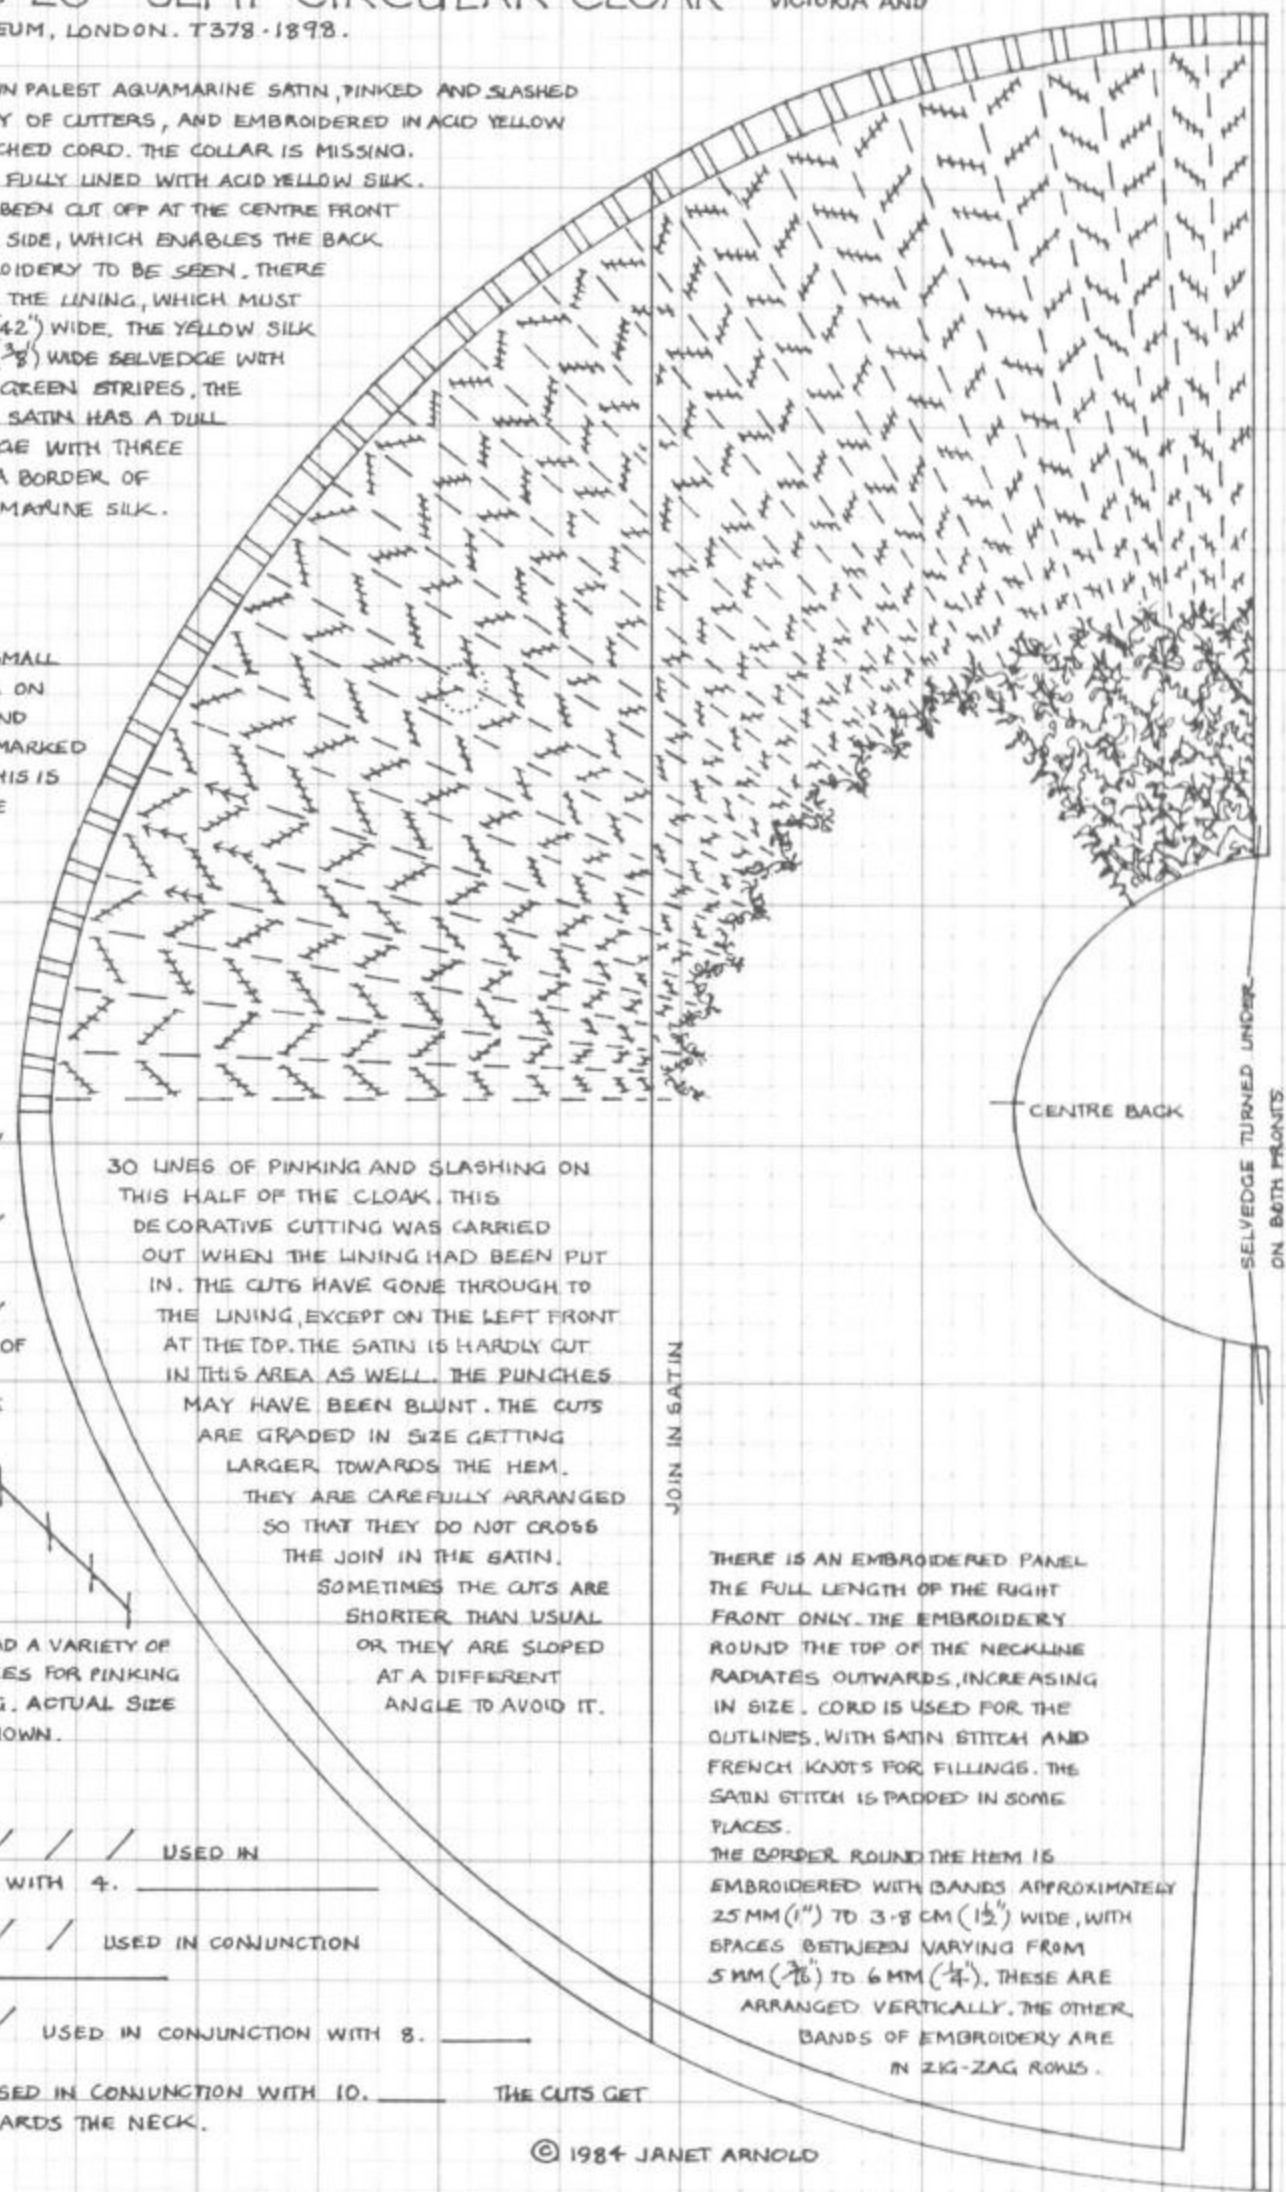 SEMI CIRCULAR CLOAK VICTORIA AND
EUM, LONDON. T378·1898.
IN PALEST AQUAMARINE SATIN, PINKED AND SLASHED
Y OF CUTTERS, AND EMBROIDERED IN ACID YELLOW
CHED CORD. THE COLLAR IS MISSING.
FULLY LINED WITH ACID YELLOW SILK.
BEEN CUT OFF AT THE CENTRE FRONT
SIDE, WHICH ENABLES THE BACK
OIDERY TO BE SEEN. THERE
THE LINING, WHICH MUST
42") WIDE. THE YELLOW SILK
3/8") WIDE SELVEDGE WITH
GREEN STRIPES, THE
SATIN HAS A DULL
GE WITH THREE
A BORDER OF
MARINE SILK.
SMALL
ON
ND
MARKED
HIS IS
E
CENTRE BACK
SELVEDGE TURNED UNDER
ON BOTH FRONTS
30 LINES OF PINKING AND SLASHING ON
THIS HALF OF THE CLOAK. THIS
DECORATIVE CUTTING WAS CARRIED
OUT WHEN THE LINING HAD BEEN PUT
IN. THE CUTS HAVE GONE THROUGH TO
THE LINING, EXCEPT ON THE LEFT FRONT
AT THE TOP. THE SATIN IS HARDLY CUT
IN THIS AREA AS WELL. THE PUNCHES
MAY HAVE BEEN BLUNT. THE CUTS
ARE GRADED IN SIZE GETTING
LARGER TOWARDS THE HEM.
THEY ARE CAREFULLY ARRANGED
SO THAT THEY DO NOT CROSS
THE JOIN IN THE SATIN.
SOMETIMES THE CUTS ARE
SHORTER THAN USUAL
OR THEY ARE SLOPED
AT A DIFFERENT
ANGLE TO AVOID IT.
OF
JOIN IN SATIN
THERE IS AN EMBROIDERED PANEL
THE FULL LENGTH OF THE RIGHT
FRONT ONLY. THE EMBROIDERY
ROUND THE TOP OF THE NECKLINE
RADIATES OUTWARDS, INCREASING
IN SIZE. CORD IS USED FOR THE
OUTLINES, WITH SATIN STITCH AND
FRENCH KNOTS FOR FILLINGS. THE
SATIN STITCH IS PADDED IN SOME
PLACES.
THE BORDER ROUND THE HEM IS
EMBROIDERED WITH BANDS APPROXIMATELY
25 MM (1") TO 3·8 CM (1½") WIDE, WITH
SPACES BETWEEN VARYING FROM
5 MM (3/16") TO 6 MM (¼"). THESE ARE
ARRANGED VERTICALLY. THE OTHER
BANDS OF EMBROIDERY ARE
IN ZIG-ZAG ROWS.
AD A VARIETY OF
ES FOR PINKING
G. ACTUAL SIZE
OWN.
USED IN
WITH 4.
USED IN CONJUNCTION
USED IN CONJUNCTION WITH 8.
SED IN CONJUNCTION WITH 10. THE CUTS GET
ARDS THE NECK.
© 1984 JANET ARNOLD